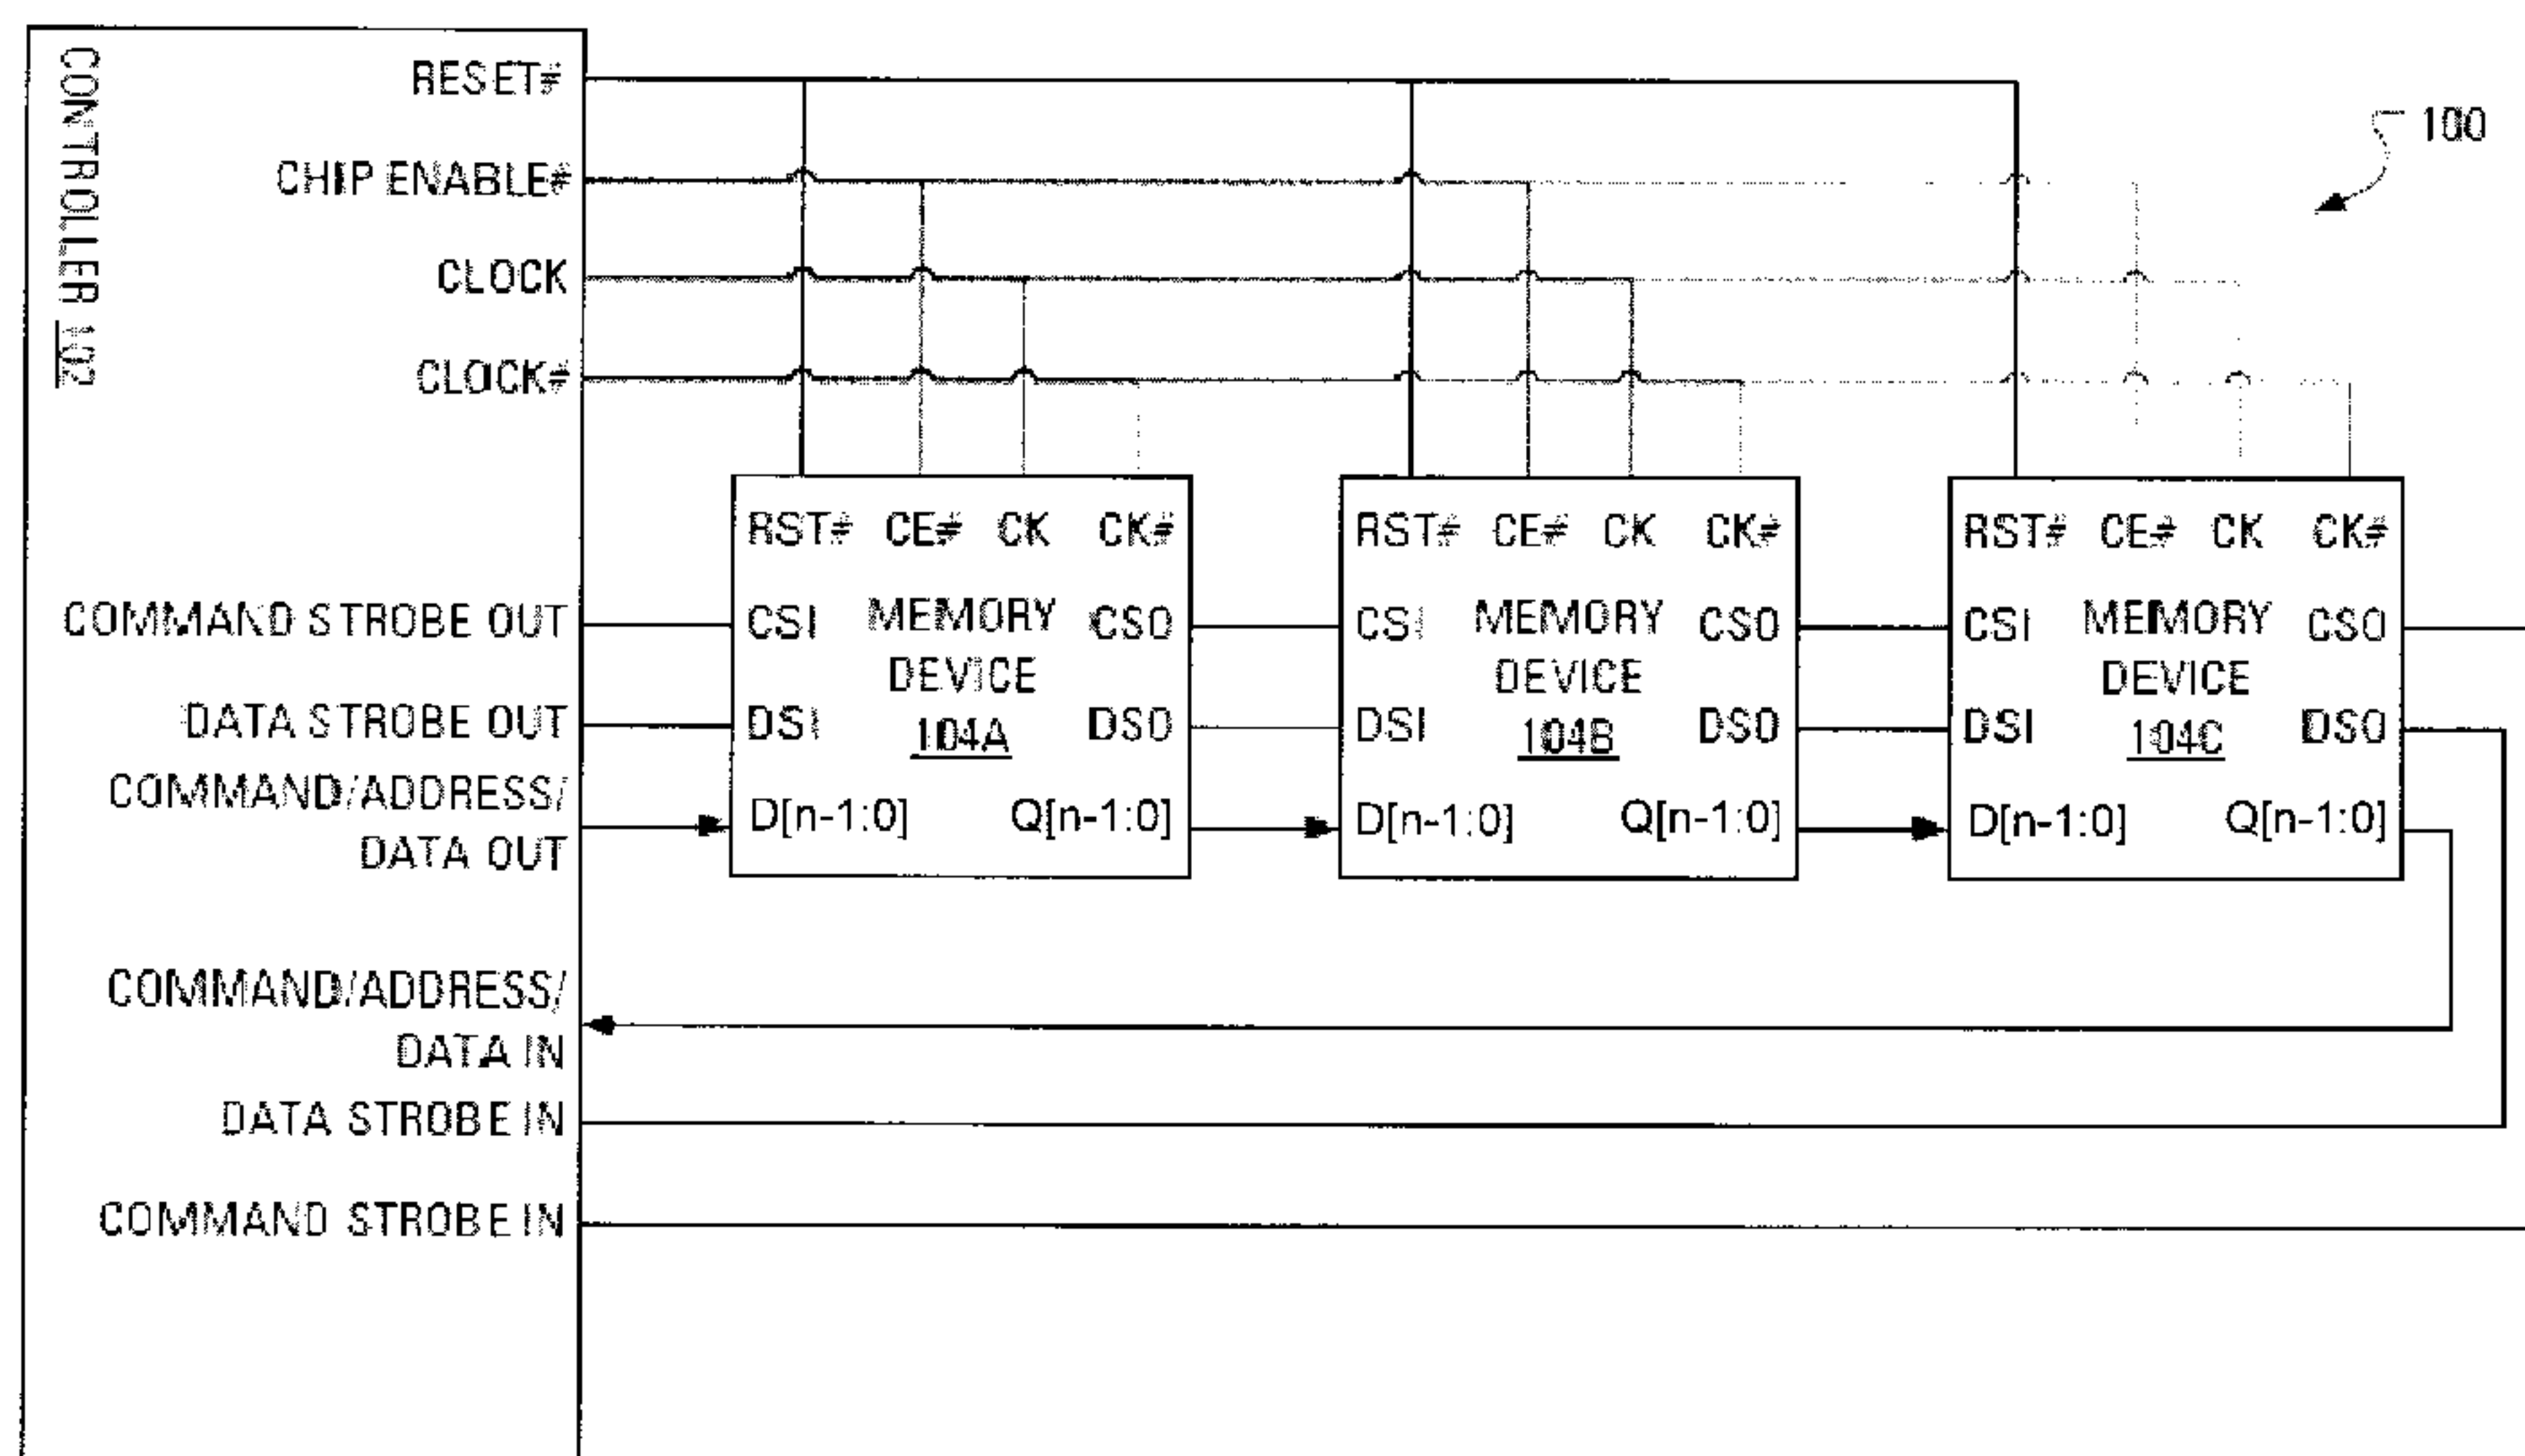 CONTROLLER 102
RESET#
CHIP ENABLE#
CLOCK
CLOCK#
100
COMMAND STROBE OUT
DATA STROBE OUT
COMMAND/ADDRESS/
DATA OUT
COMMAND/ADDRESS/
DATA IN
DATA STROBE IN
COMMAND STROBE IN
RST# CE# CK CK#
CSI MEMORY CSO
DEVICE
DSI 104A DSO
D[n-1:0] Q[n-1:0]
RST# CE# CK CK#
CSI MEMORY CSO
DEVICE
DSI 104B DSO
D[n-1:0] Q[n-1:0]
RST# CE# CK CK#
CSI MEMORY CSO
DEVICE
DSI 104C DSO
D[n-1:0] Q[n-1:0]